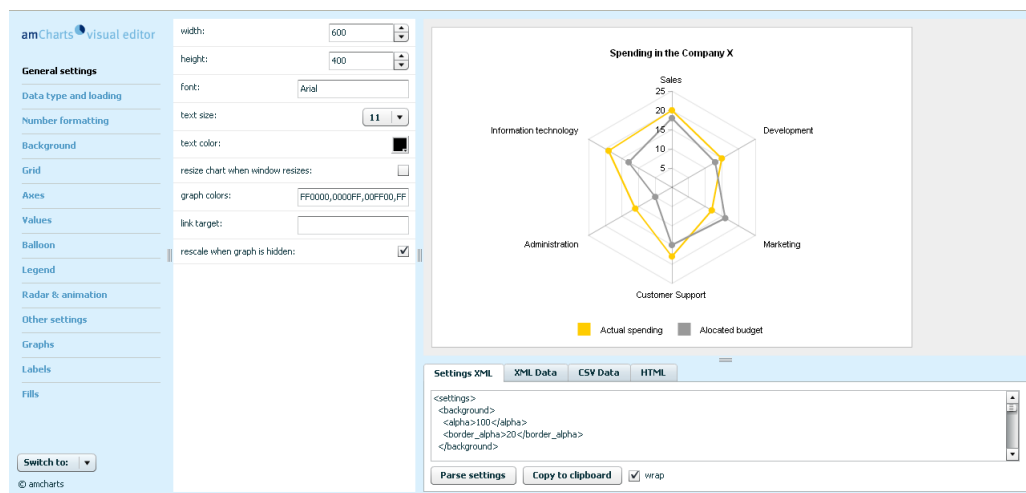 amCharts visual editor
General settings
Data type and loading
Number formatting
Background
Grid
Axes
Values
Balloon
Legend
Radar & animation
Other settings
Graphs
Labels
Fills
Switch to:
© amcharts
width: 600
height: 400
font: Arial
text size: 11
text color:
resize chart when window resizes:
graph colors: FF0000,0000FF,00FF00,FF
link target:
rescale when graph is hidden:
Spending in the Company X
Sales
25
20
15
10
5
Information technology
Development
Administration
Marketing
Customer Support
Actual spending Alocated budget
Settings XML XML Data CSV Data HTML
<settings>
<background>
<alpha>100</alpha>
<border_alpha>20</border_alpha>
</background>
Parse settings Copy to clipboard wrap